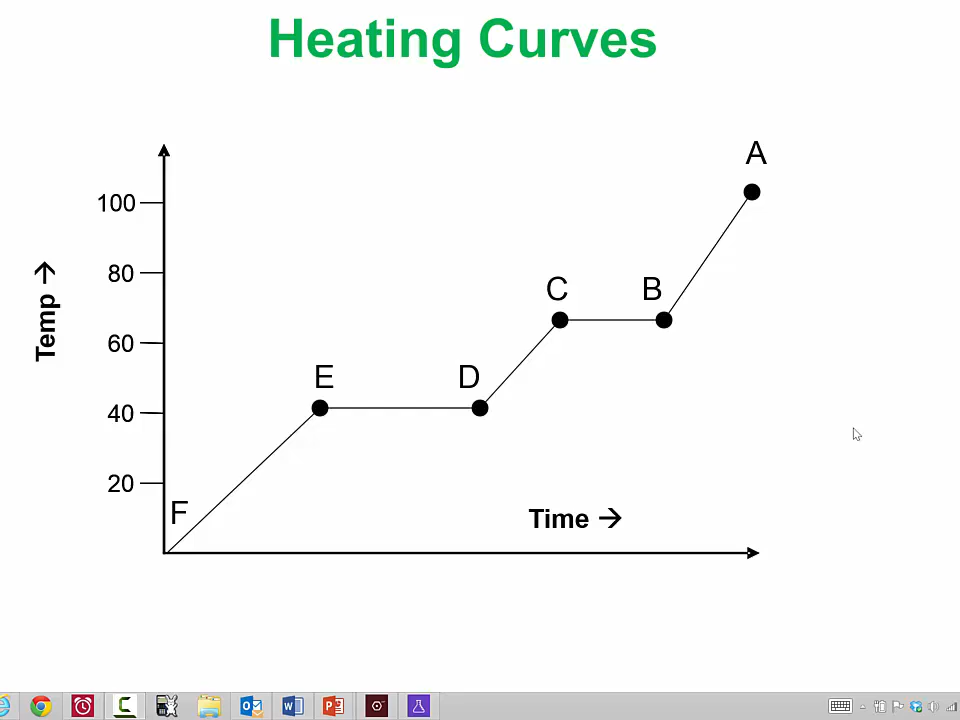 Heating Curves
A
100
80
C
B
Temp →
60
E
D
40
20
F
Time →